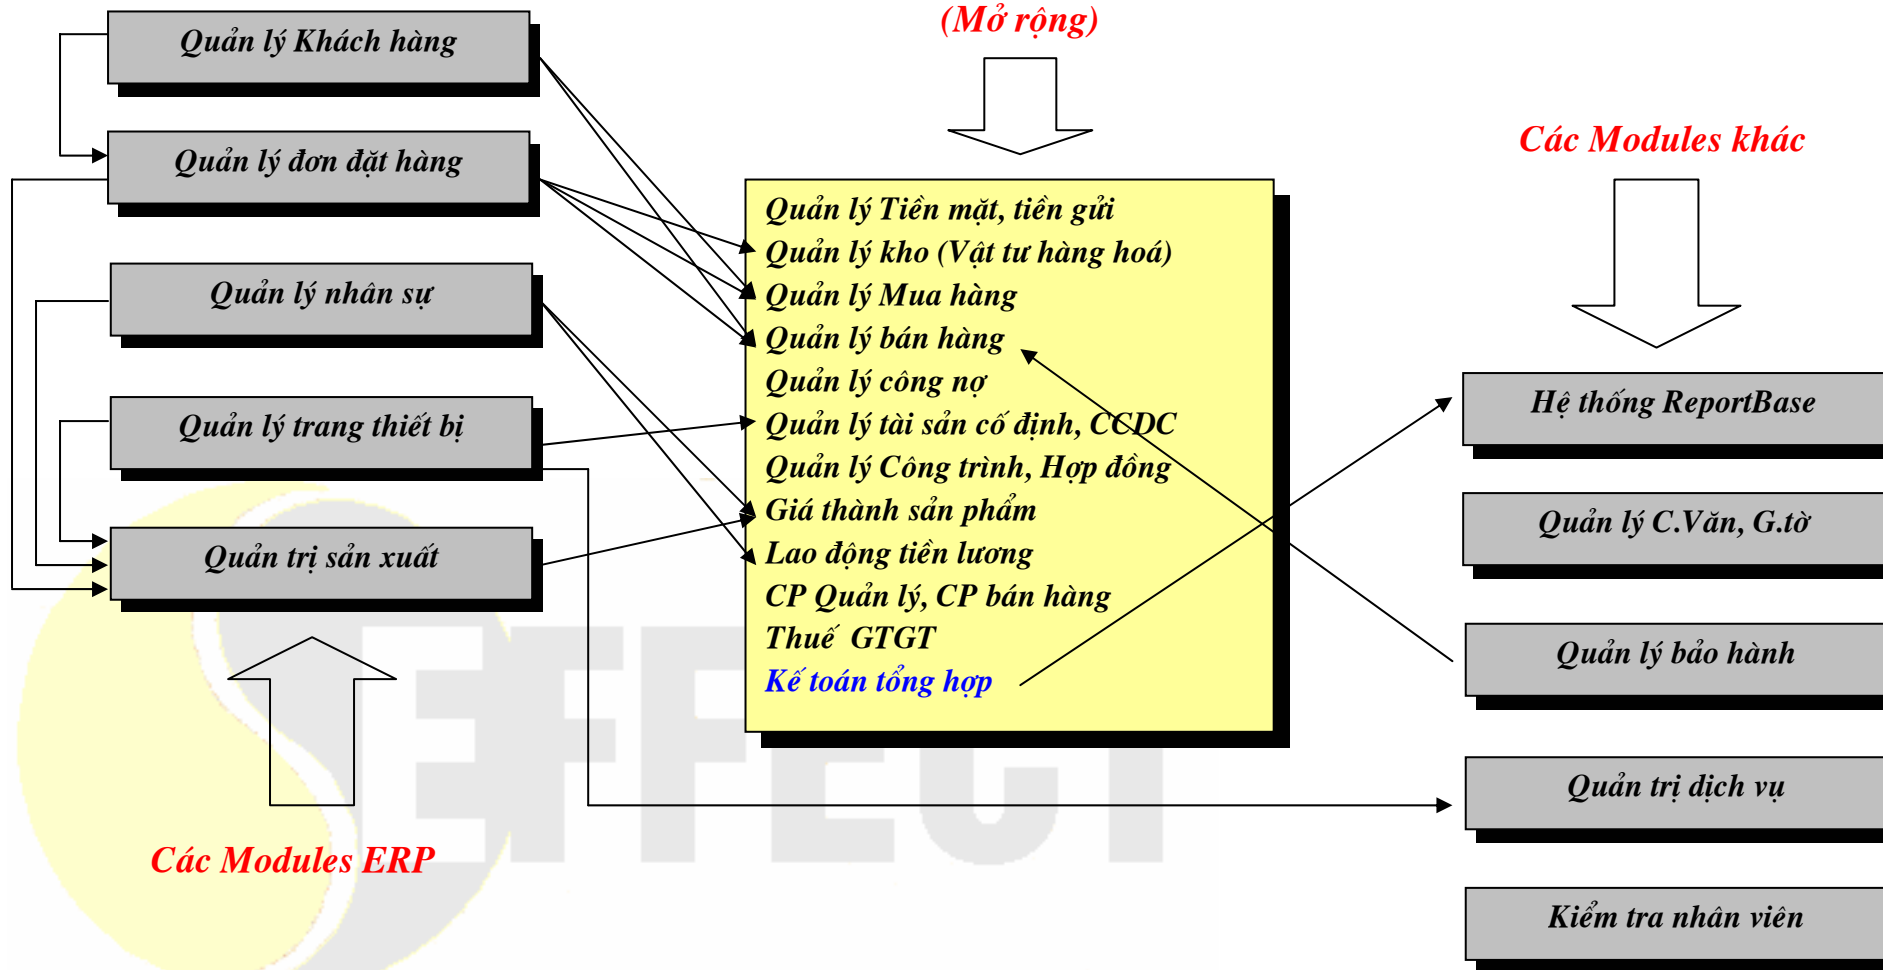 (Mở rộng)
Quản lý Khách hàng
Quản lý đơn đặt hàng
Quản lý nhân sự
Quản lý trang thiết bị
Quản trị sản xuất
Các Modules ERP
Quản lý Tiền mặt, tiền gửi
Quản lý kho (Vật tư hàng hoá)
Quản lý Mua hàng
Quản lý bán hàng
Quản lý công nợ
Quản lý tài sản cố định, CCDC
Quản lý Công trình, Hợp đồng
Giá thành sản phẩm
Lao động tiền lương
CP Quản lý, CP bán hàng
Thuế GTGT
Kế toán tổng hợp
Các Modules khác
Hệ thống ReportBase
Quản lý C.Văn, G.tờ
Quản lý bảo hành
Quản trị dịch vụ
Kiểm tra nhân viên
EFFECT